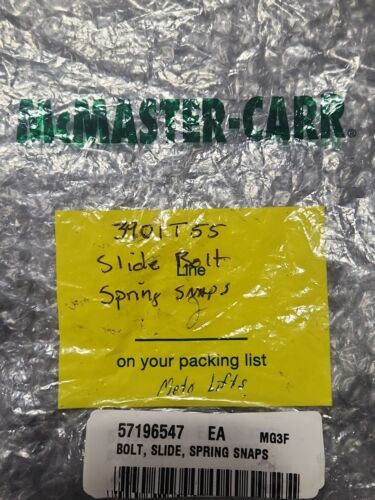 McMASTER-CARR®
3901T55
Slide Bolt
Line
Spring snaps
on your packing list
Meto Lifts
57196547 EA MG3F
BOLT, SLIDE, SPRING SNAPS